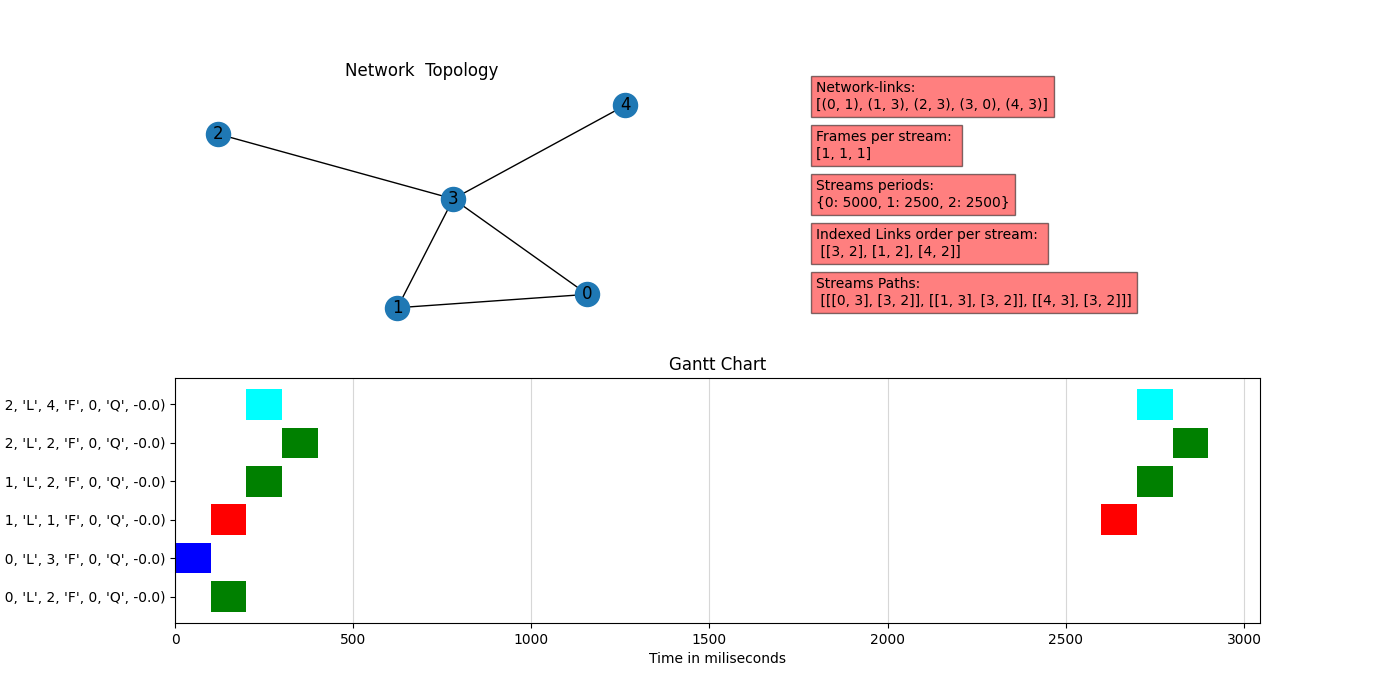 Network  Topology
4
2
3
0
1
Network-links:
[(0, 1), (1, 3), (2, 3), (3, 0), (4, 3)]
Frames per stream:
[1, 1, 1]
Streams periods:
{0: 5000, 1: 2500, 2: 2500}
Indexed Links order per stream:
[[3, 2], [1, 2], [4, 2]]
Streams Paths:
[[[0, 3], [3, 2]], [[1, 3], [3, 2]], [[4, 3], [3, 2]]]
Gantt Chart
2, 'L', 4, 'F', 0, 'Q', -0.0)
2, 'L', 2, 'F', 0, 'Q', -0.0)
1, 'L', 2, 'F', 0, 'Q', -0.0)
1, 'L', 1, 'F', 0, 'Q', -0.0)
0, 'L', 3, 'F', 0, 'Q', -0.0)
0, 'L', 2, 'F', 0, 'Q', -0.0)
0 500 1000 1500 2000 2500 3000
Time in miliseconds